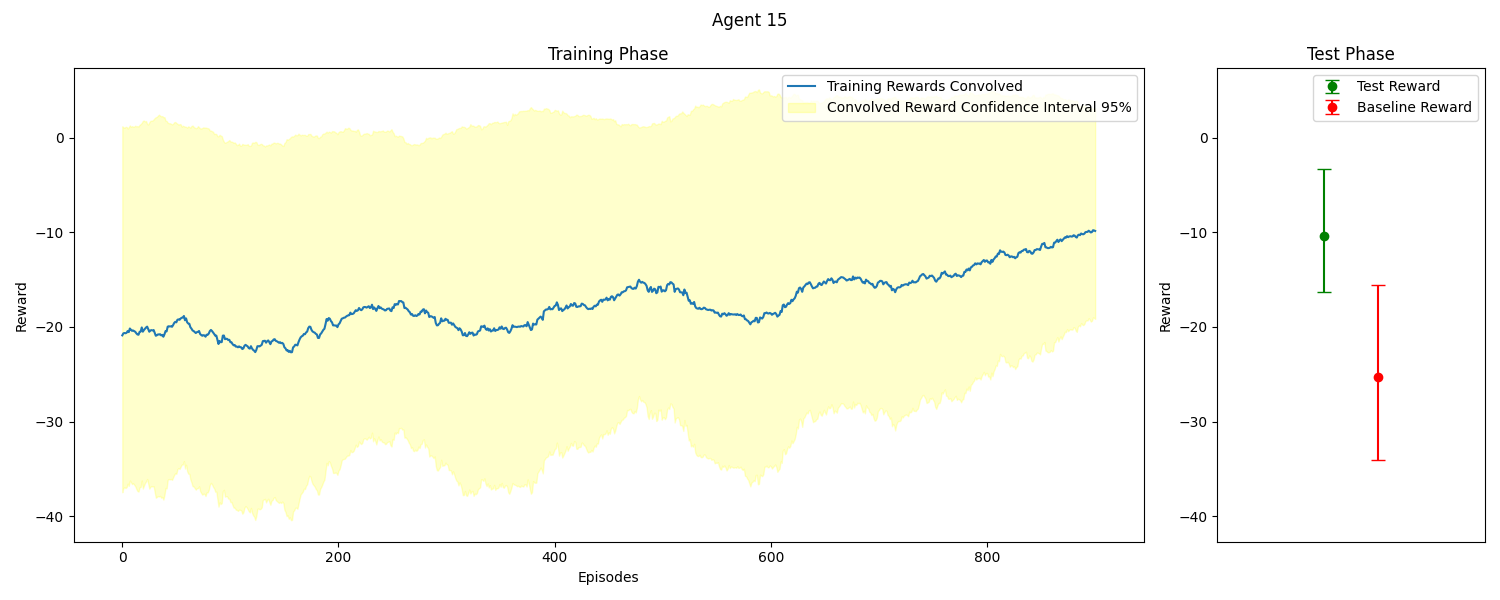 Agent 15
Training Phase
Training Rewards Convolved
Convolved Reward Confidence Interval 95%
0
−10
−20
−30
−40
Reward
0
200
400
600
800
Episodes
Test Phase
Test Reward
Baseline Reward
0
−10
−20
−30
−40
Reward